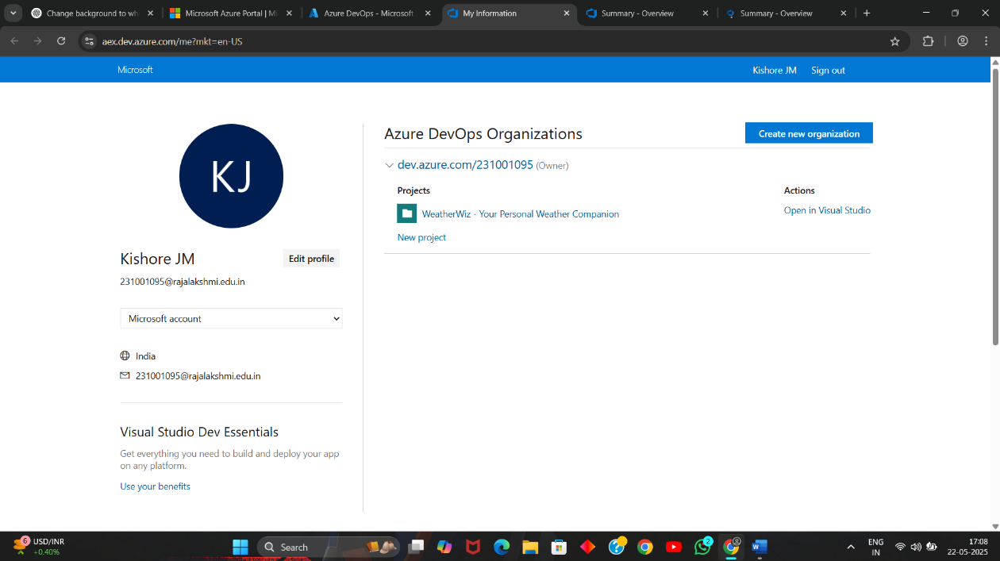 Change background to wh
Microsoft Azure Portal | Mi
Azure DevOps - Microsoft
My Information
Summary - Overview
Summary - Overview
aex.dev.azure.com/me?mkt=en-US
Microsoft
Kishore JM
Sign out
KJ
Kishore JM
Edit profile
231001095@rajalakshmi.edu.in
Microsoft account
India
231001095@rajalakshmi.edu.in
Visual Studio Dev Essentials
Get everything you need to build and deploy your app
on any platform.
Use your benefits
Azure DevOps Organizations
Create new organization
dev.azure.com/231001095 (Owner)
Projects
Actions
WeatherWiz - Your Personal Weather Companion
Open in Visual Studio
New project
6
USD/INR
+0.40%
Search
2
ENG
IN
17:08
22-05-2025